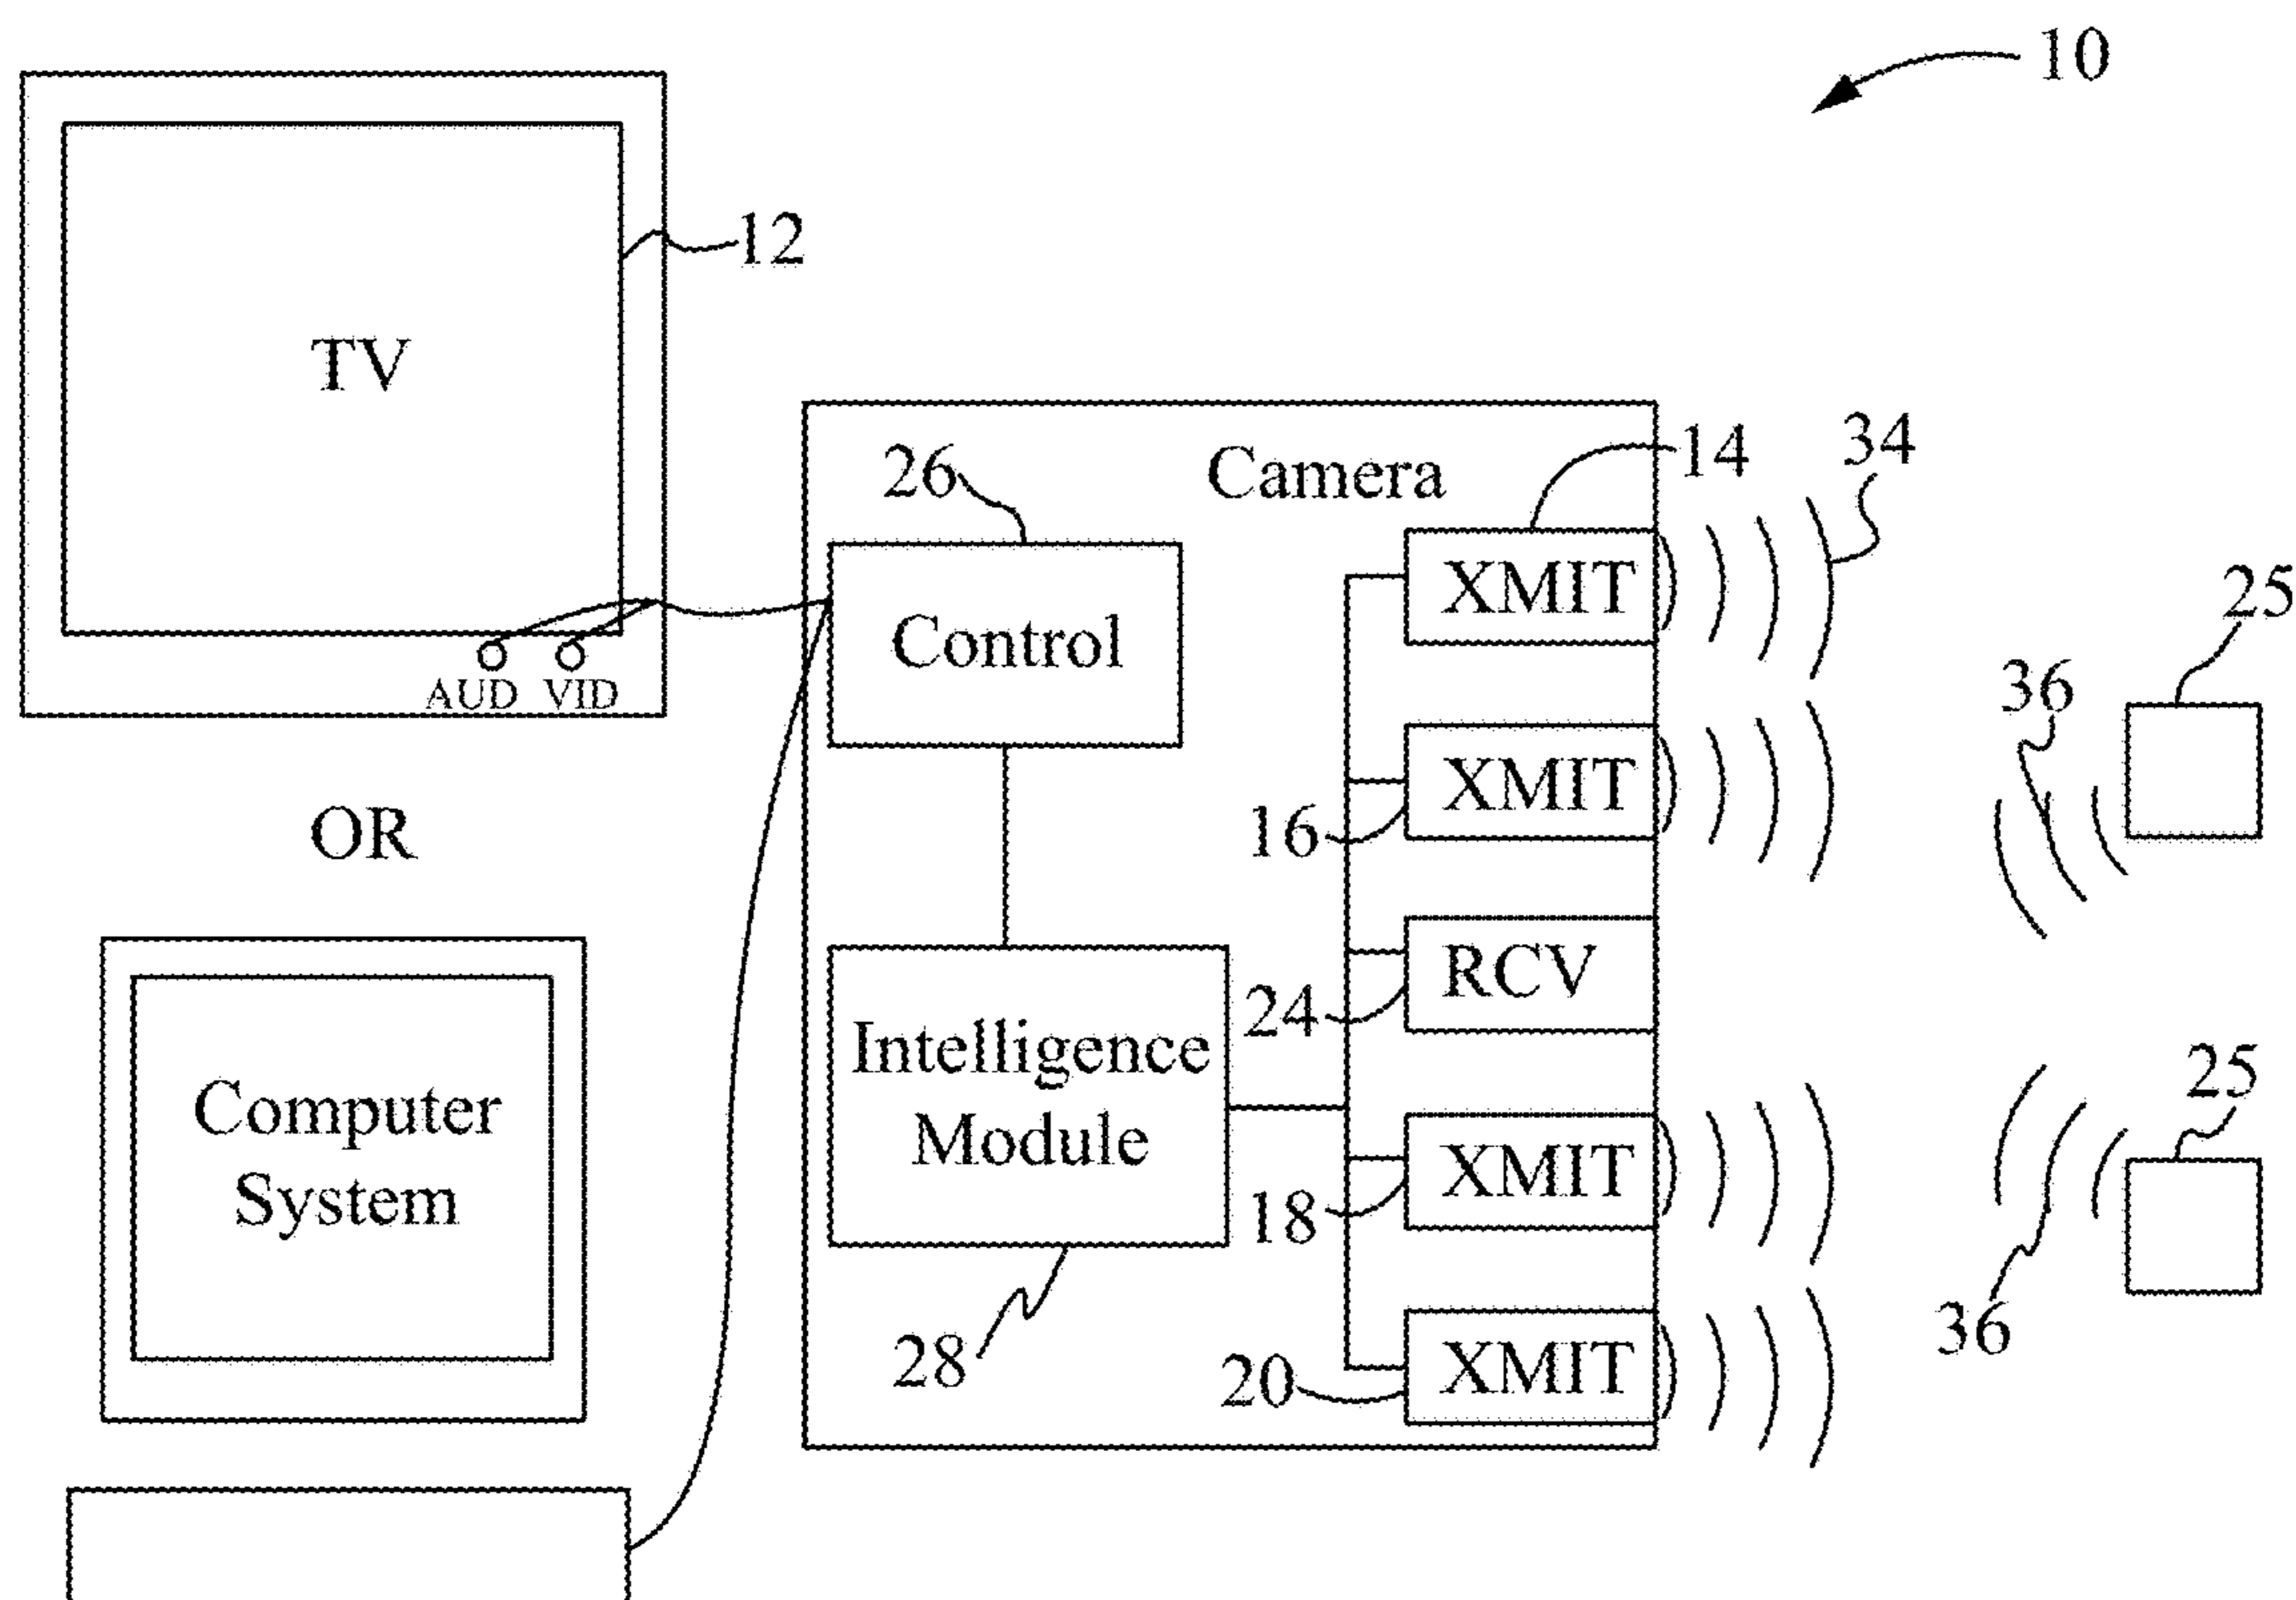 10
12
TV
AUD VID
OR
Computer
System
Camera
26
Control
Intelligence
Module
28
14
XMIT
34
16
XMIT
24
RCV
18
XMIT
20
XMIT
25
36
25
36